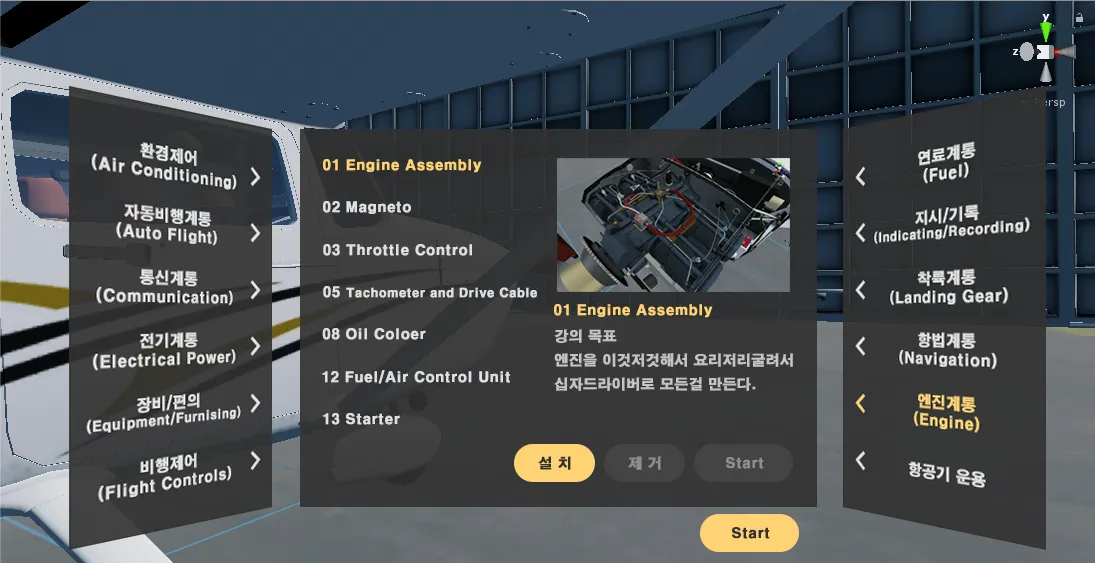 환경제어
(Air Conditioning)
자동비행계통
(Auto Flight)
통신계통
(Communication)
전기계통
(Electrical Power)
장비/편의
(Equipment/Furnising)
비행제어
(Flight Controls)
01 Engine Assembly
02 Magneto
03 Throttle Control
05 Tachometer and Drive Cable
08 Oil Coloer
12 Fuel/Air Control Unit
13 Starter
01 Engine Assembly
강의 목표
엔진을 이것저것해서 요리저리굴려서
십자드라이버로 모든걸 만든다.
설 치
제 거
Start
Start
연료계통
(Fuel)
지시/기록
(Indicating/Recording)
착륙계통
(Landing Gear)
항법계통
(Navigation)
엔진계통
(Engine)
항공기 운용
y
z
Persp